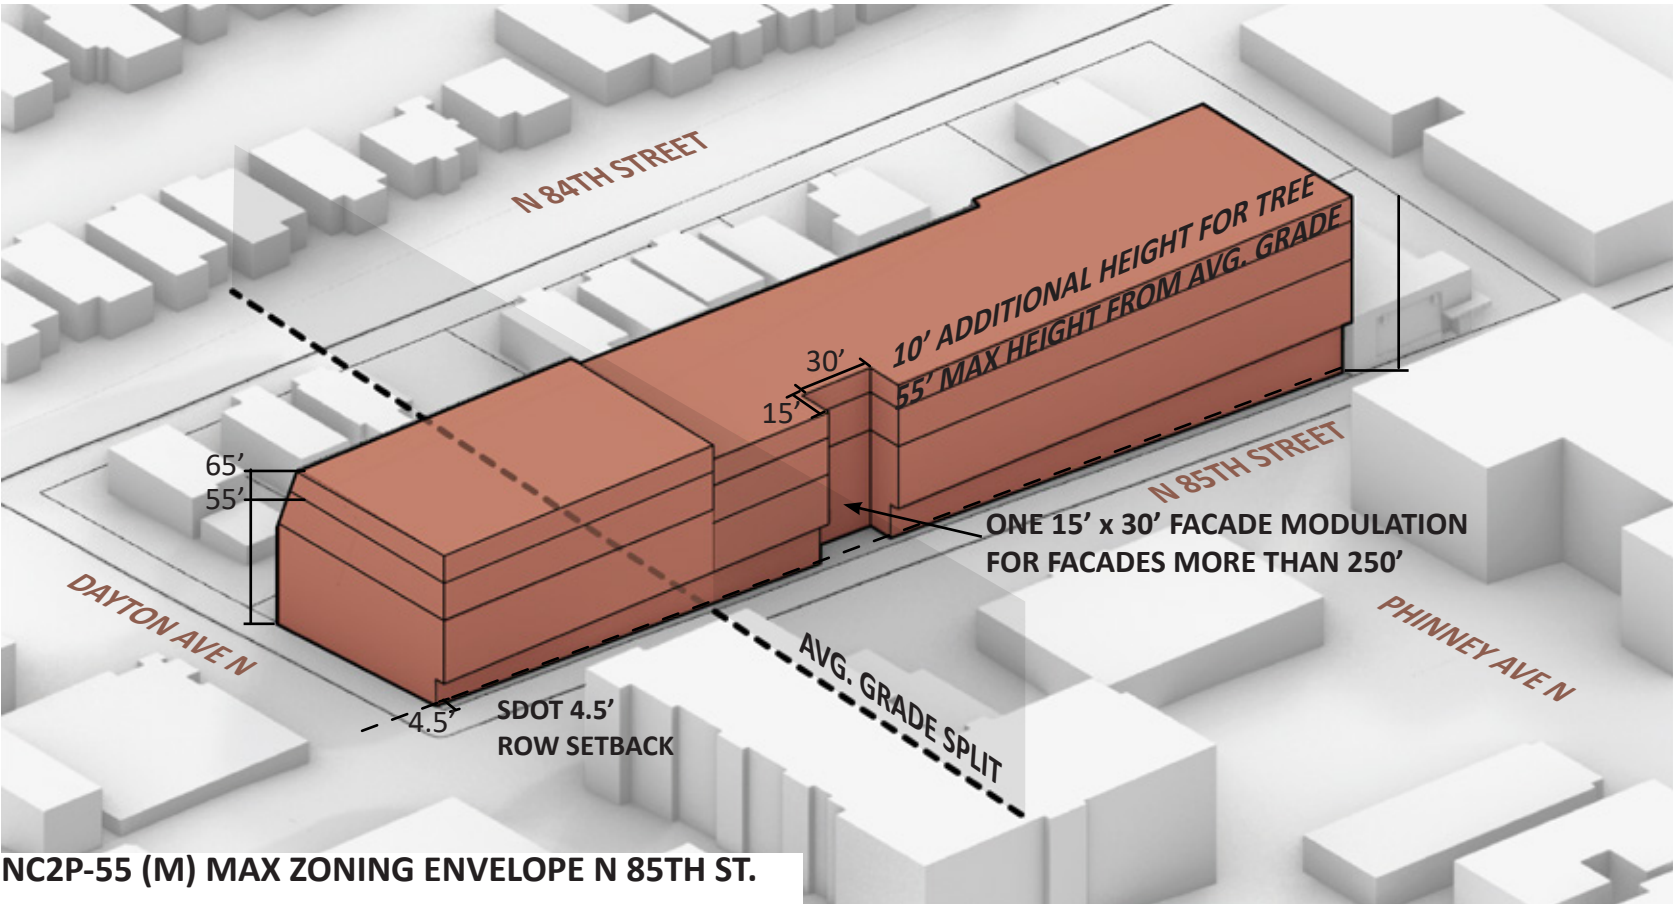 N 84TH STREET
10’ ADDITIONAL HEIGHT FOR TREE
55’ MAX HEIGHT FROM AVG. GRADE
30’
15’
65’
55’
N 85TH STREET
ONE 15’ x 30’ FACADE MODULATION
FOR FACADES MORE THAN 250’
DAYTON AVE N
PHINNEY AVE N
AVG. GRADE SPLIT
4.5’
SDOT 4.5’
ROW SETBACK
NC2P-55 (M) MAX ZONING ENVELOPE N 85TH ST.